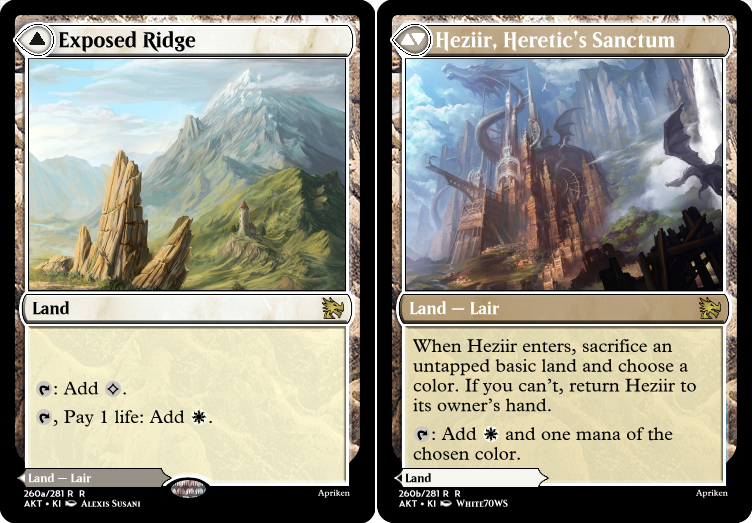 Exposed Ridge
Land
: Add .
, Pay 1 life: Add .
Land — Lair
260a/281 R R
AKT • KI Alexis Susani
Apriken
Heziir, Heretic's Sanctum
Land — Lair
When Heziir enters, sacrifice an
untapped basic land and choose a
color. If you can't, return Heziir to
its owner's hand.
: Add and one mana of the
chosen color.
Land
260b/281 R R
AKT • KI White70WS
Apriken